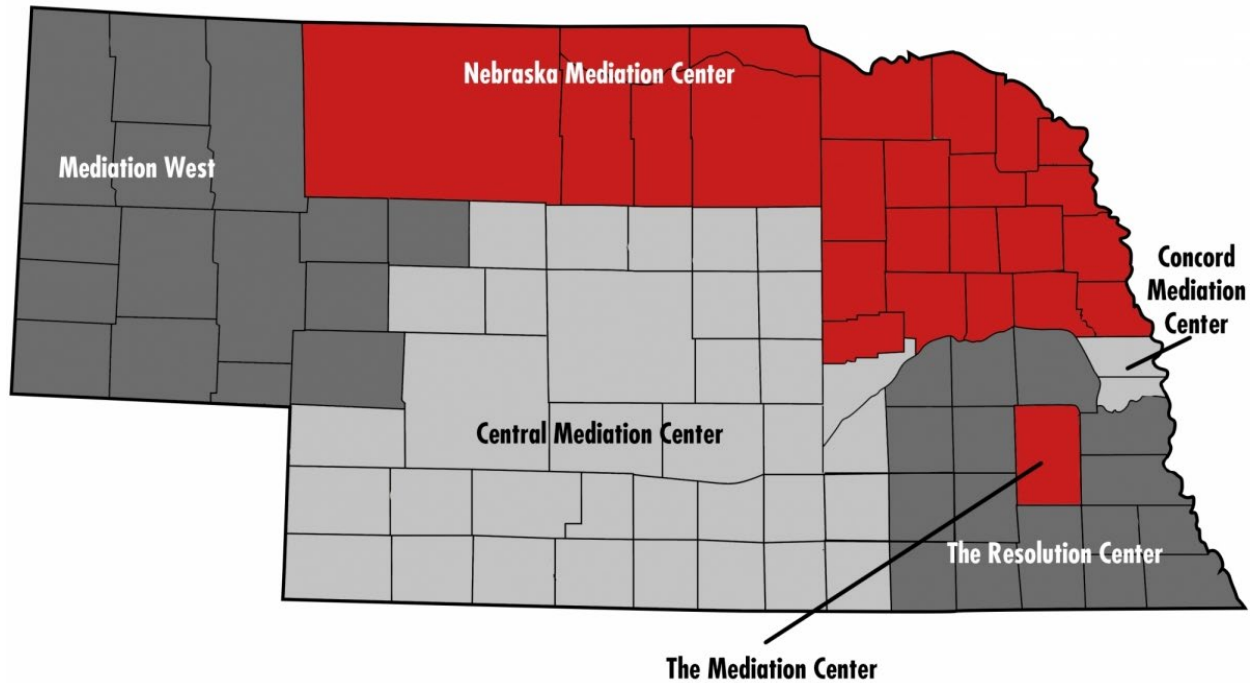 Nebraska Mediation Center
Mediation West
Concord
Mediation
Center
Central Mediation Center
The Resolution Center
The Mediation Center